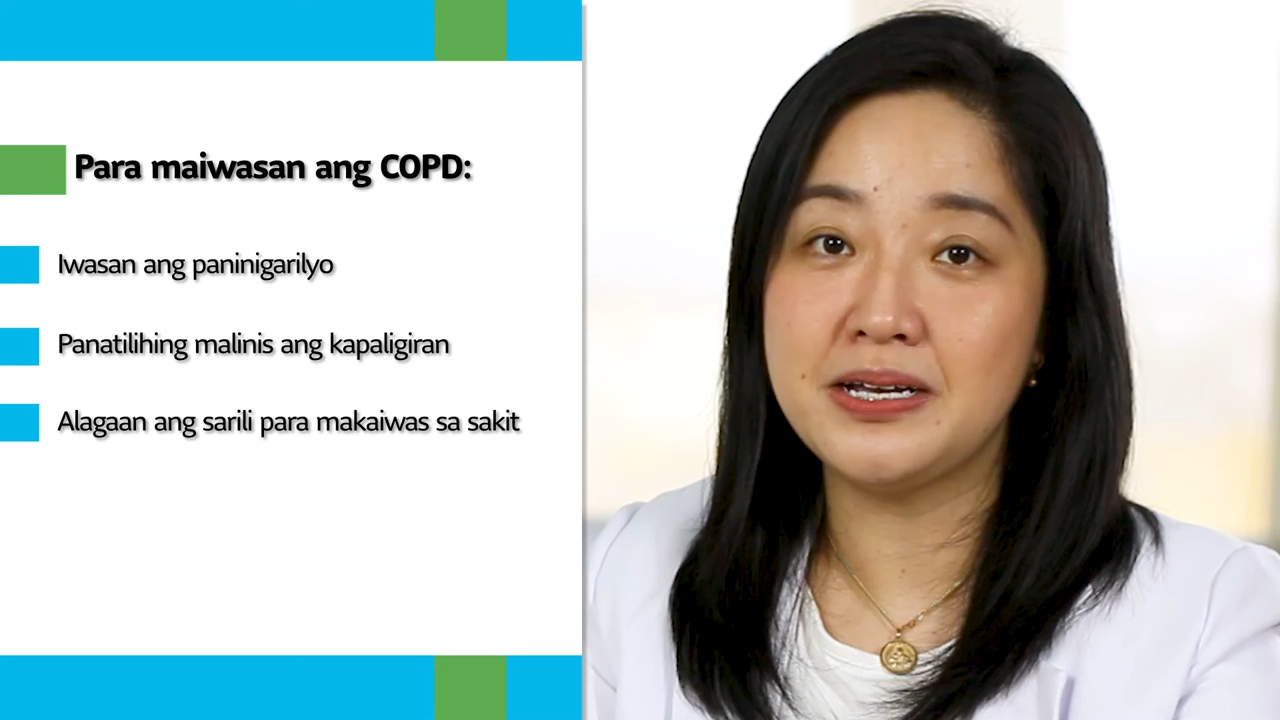 Para maiwasan ang COPD:
Iwasan ang paninigarilyo
Panatilihing malinis ang kapaligiran
Alagaan ang sarili para makaiwas sa sakit